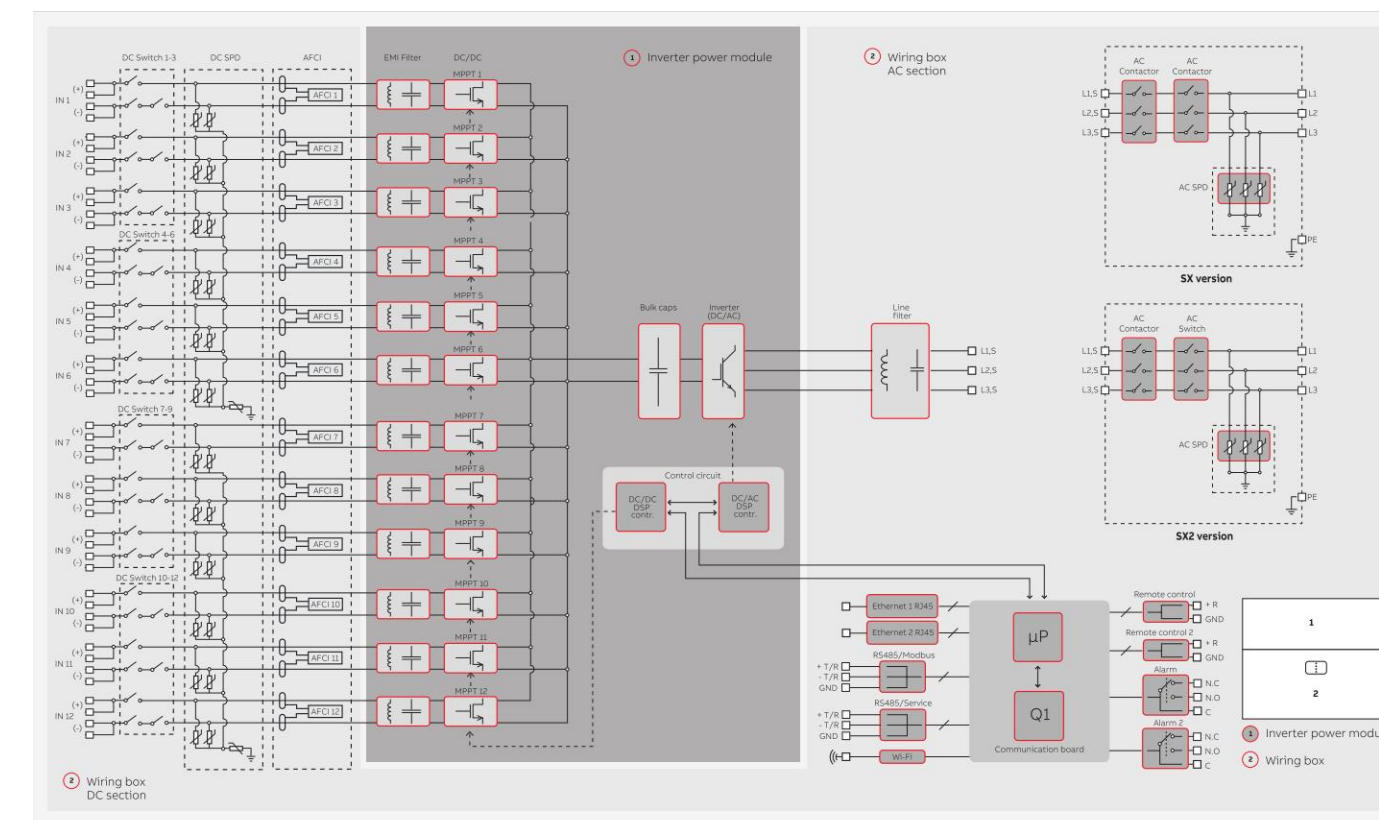 DC Switch 1-3
DC SPD
AFCI
EMI Filter
DC/DC
1 Inverter power module
2 Wiring box
AC section
IN 1
(+)
(-)
AFCI 1
MPPT 1
IN 2
(+)
(-)
AFCI 2
MPPT 2
IN 3
(+)
(-)
AFCI 3
MPPT 3
DC Switch 4-6
IN 4
(+)
(-)
AFCI 4
MPPT 4
IN 5
(+)
(-)
AFCI 5
MPPT 5
IN 6
(+)
(-)
AFCI 6
MPPT 6
DC Switch 7-9
IN 7
(+)
(-)
AFCI 7
MPPT 7
IN 8
(+)
(-)
AFCI 8
MPPT 8
IN 9
(+)
(-)
AFCI 9
MPPT 9
DC Switch 10-12
IN 10
(+)
(-)
AFCI 10
MPPT 10
IN 11
(+)
(-)
AFCI 11
MPPT 11
IN 12
(+)
(-)
AFCI 12
MPPT 12
2 Wiring box
DC section
Bulk caps
Inverter
(DC/AC)
Line
filter
L1,S
L2,S
L3,S
Control circuit
DC/DC
DSP
contr.
DC/AC
DSP
contr.
AC
Contactor
AC
Contactor
L1,S
L2,S
L3,S
L1
L2
L3
AC SPD
PE
SX version
AC
Contactor
AC
Switch
L1,S
L2,S
L3,S
L1
L2
L3
AC SPD
PE
SX2 version
Ethernet 1 RJ45
Ethernet 2 RJ45
RS485/Modbus
+ T/R
- T/R
GND
RS485/Service
+ T/R
- T/R
GND
Wi-Fi
µP
Q1
Communication board
Remote control
+ R
GND
Remote control 2
+ R
GND
Alarm
N.C
N.O
C
Alarm 2
N.C
N.O
C
1
2
1 Inverter power modu
2 Wiring box